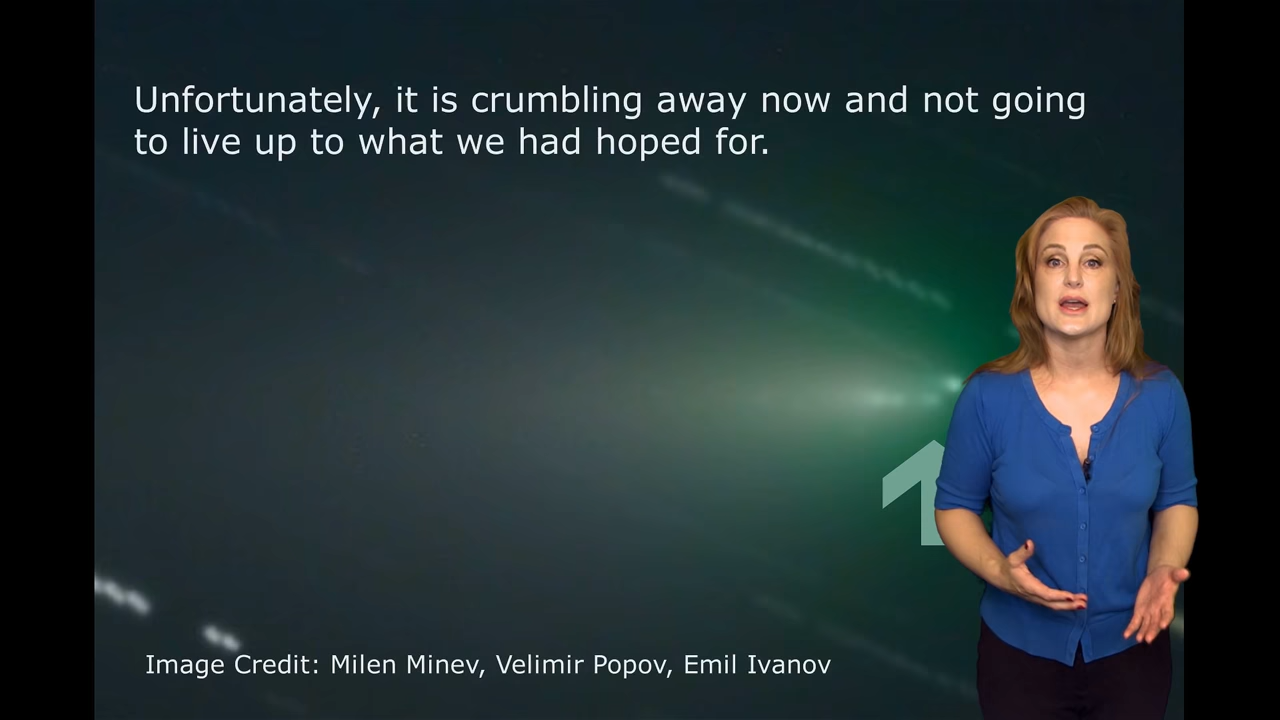 Unfortunately, it is crumbling away now and not going
to live up to what we had hoped for.
Image Credit: Milen Minev, Velimir Popov, Emil Ivanov